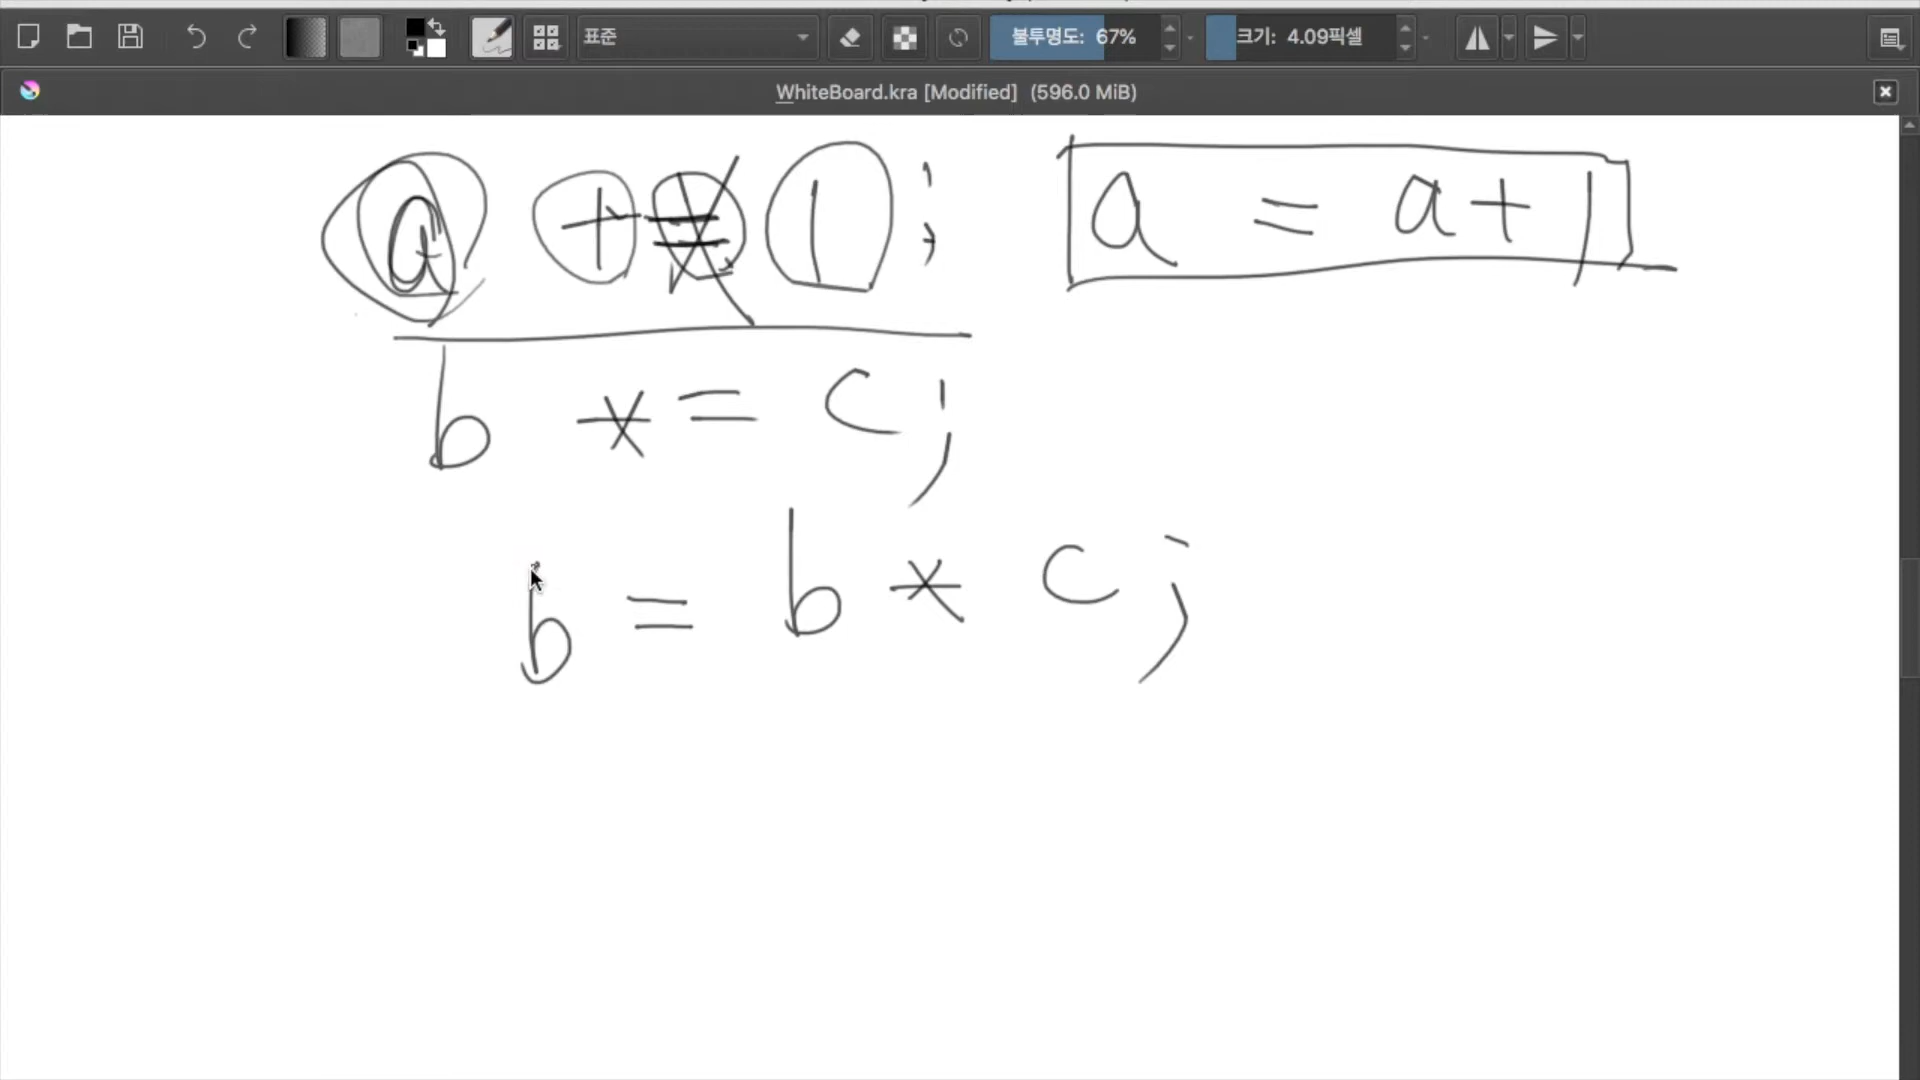 표준
불투명도: 67%
크기: 4.09픽셀
WhiteBoard.kra [Modified] (596.0 MiB)
a += 1;
a = a+1
b *= c;
b = b * c;